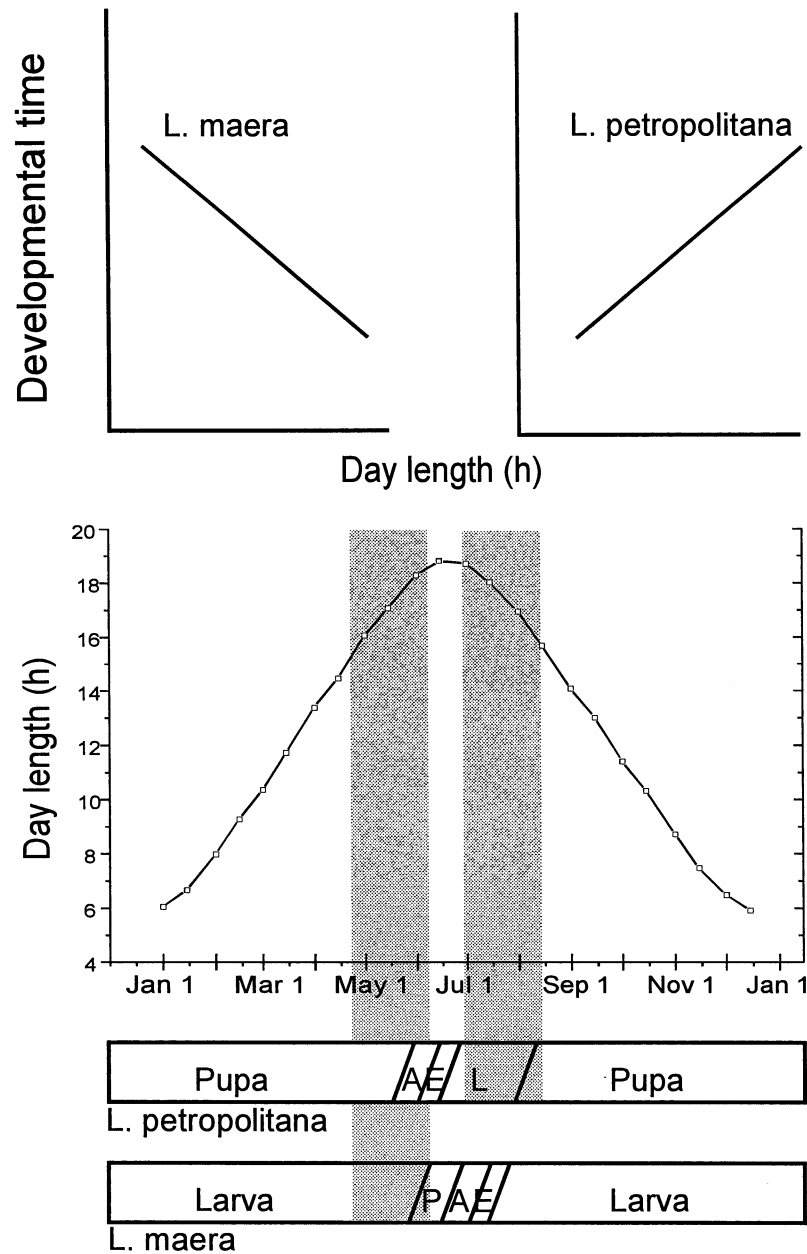 Developmental time
L. maera
L. petropolitana
Day length (h)
Day length (h)
20
18
16
14
12
10
8
6
4
Jan 1 Mar 1 May 1 Jul 1 Sep 1 Nov 1 Jan 1
Pupa A E L Pupa
L. petropolitana
Larva P A E Larva
L. maera